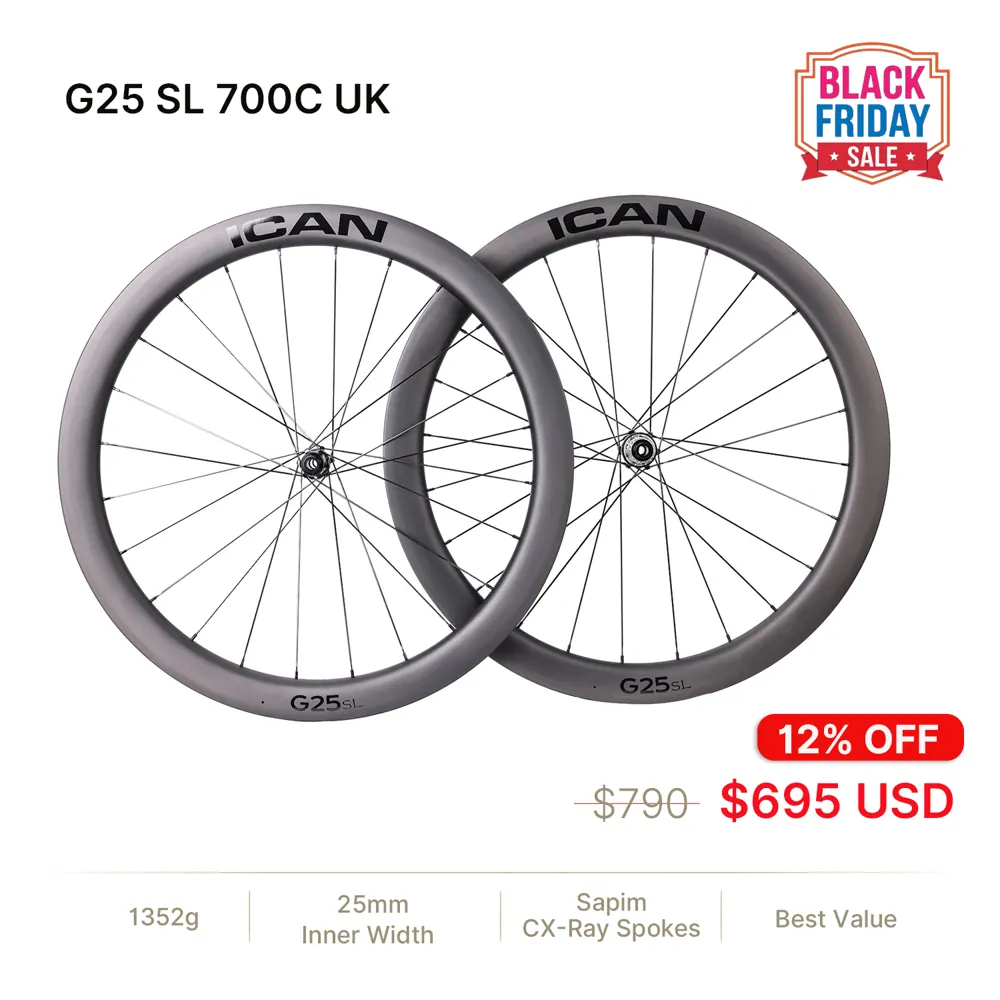 G25 SL 700C UK
BLACK
FRIDAY
SALE
ICAN
ICAN
G25SL
G25SL
12% OFF
$790
$695 USD
1352g
25mm
Inner Width
Sapim
CX-Ray Spokes
Best Value